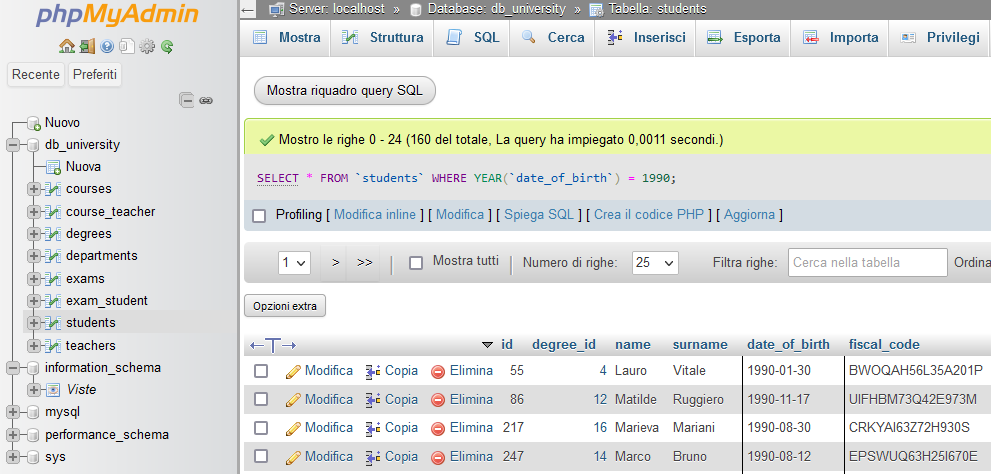 phpMyAdmin
Recente Preferiti
Nuovo
db_university
Nuova
courses
course_teacher
degrees
departments
exams
exam_student
students
teachers
information_schema
Viste
mysql
performance_schema
sys
Server: localhost » Database: db_university » Tabella: students
Mostra Struttura SQL Cerca Inserisci Esporta Importa Privilegi
Mostra riquadro query SQL
Mostro le righe 0 - 24 (160 del totale, La query ha impiegato 0,0011 secondi.)
SELECT * FROM `students` WHERE YEAR(`date_of_birth`) = 1990;
Profiling [ Modifica inline ] [ Modifica ] [ Spiega SQL ] [ Crea il codice PHP ] [ Aggiorna ]
1 > >> | Mostra tutti | Numero di righe: 25 Filtra righe: Cerca nella tabella Ordina
Opzioni extra
id degree_id name surname date_of_birth fiscal_code
Modifica Copia Elimina 55 4 Lauro Vitale 1990-01-30 BWOQAH56L35A201P
Modifica Copia Elimina 86 12 Matilde Ruggiero 1990-11-17 UIFHBM73Q42E973M
Modifica Copia Elimina 217 16 Marieva Mariani 1990-08-30 CRKYAI63Z72H930S
Modifica Copia Elimina 247 14 Marco Bruno 1990-08-12 EPSWUQ63H25I670E